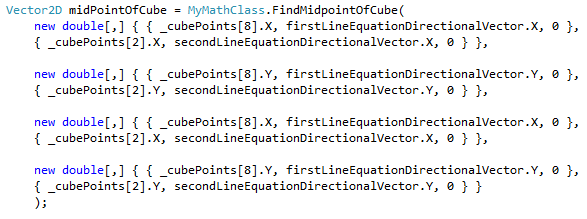 Vector2D midPointOfCube = MyMathClass.FindMidpointOfCube(
new double[,] { { _cubePoints[8].X, firstLineEquationDirectionalVector.X, 0 },
{ _cubePoints[2].X, secondLineEquationDirectionalVector.X, 0 } },
new double[,] { { _cubePoints[8].Y, firstLineEquationDirectionalVector.Y, 0 },
{ _cubePoints[2].Y, secondLineEquationDirectionalVector.Y, 0 } },
new double[,] { { _cubePoints[8].X, firstLineEquationDirectionalVector.X, 0 },
{ _cubePoints[2].X, secondLineEquationDirectionalVector.X, 0 } },
new double[,] { { _cubePoints[8].Y, firstLineEquationDirectionalVector.Y, 0 },
{ _cubePoints[2].Y, secondLineEquationDirectionalVector.Y, 0 } }
);